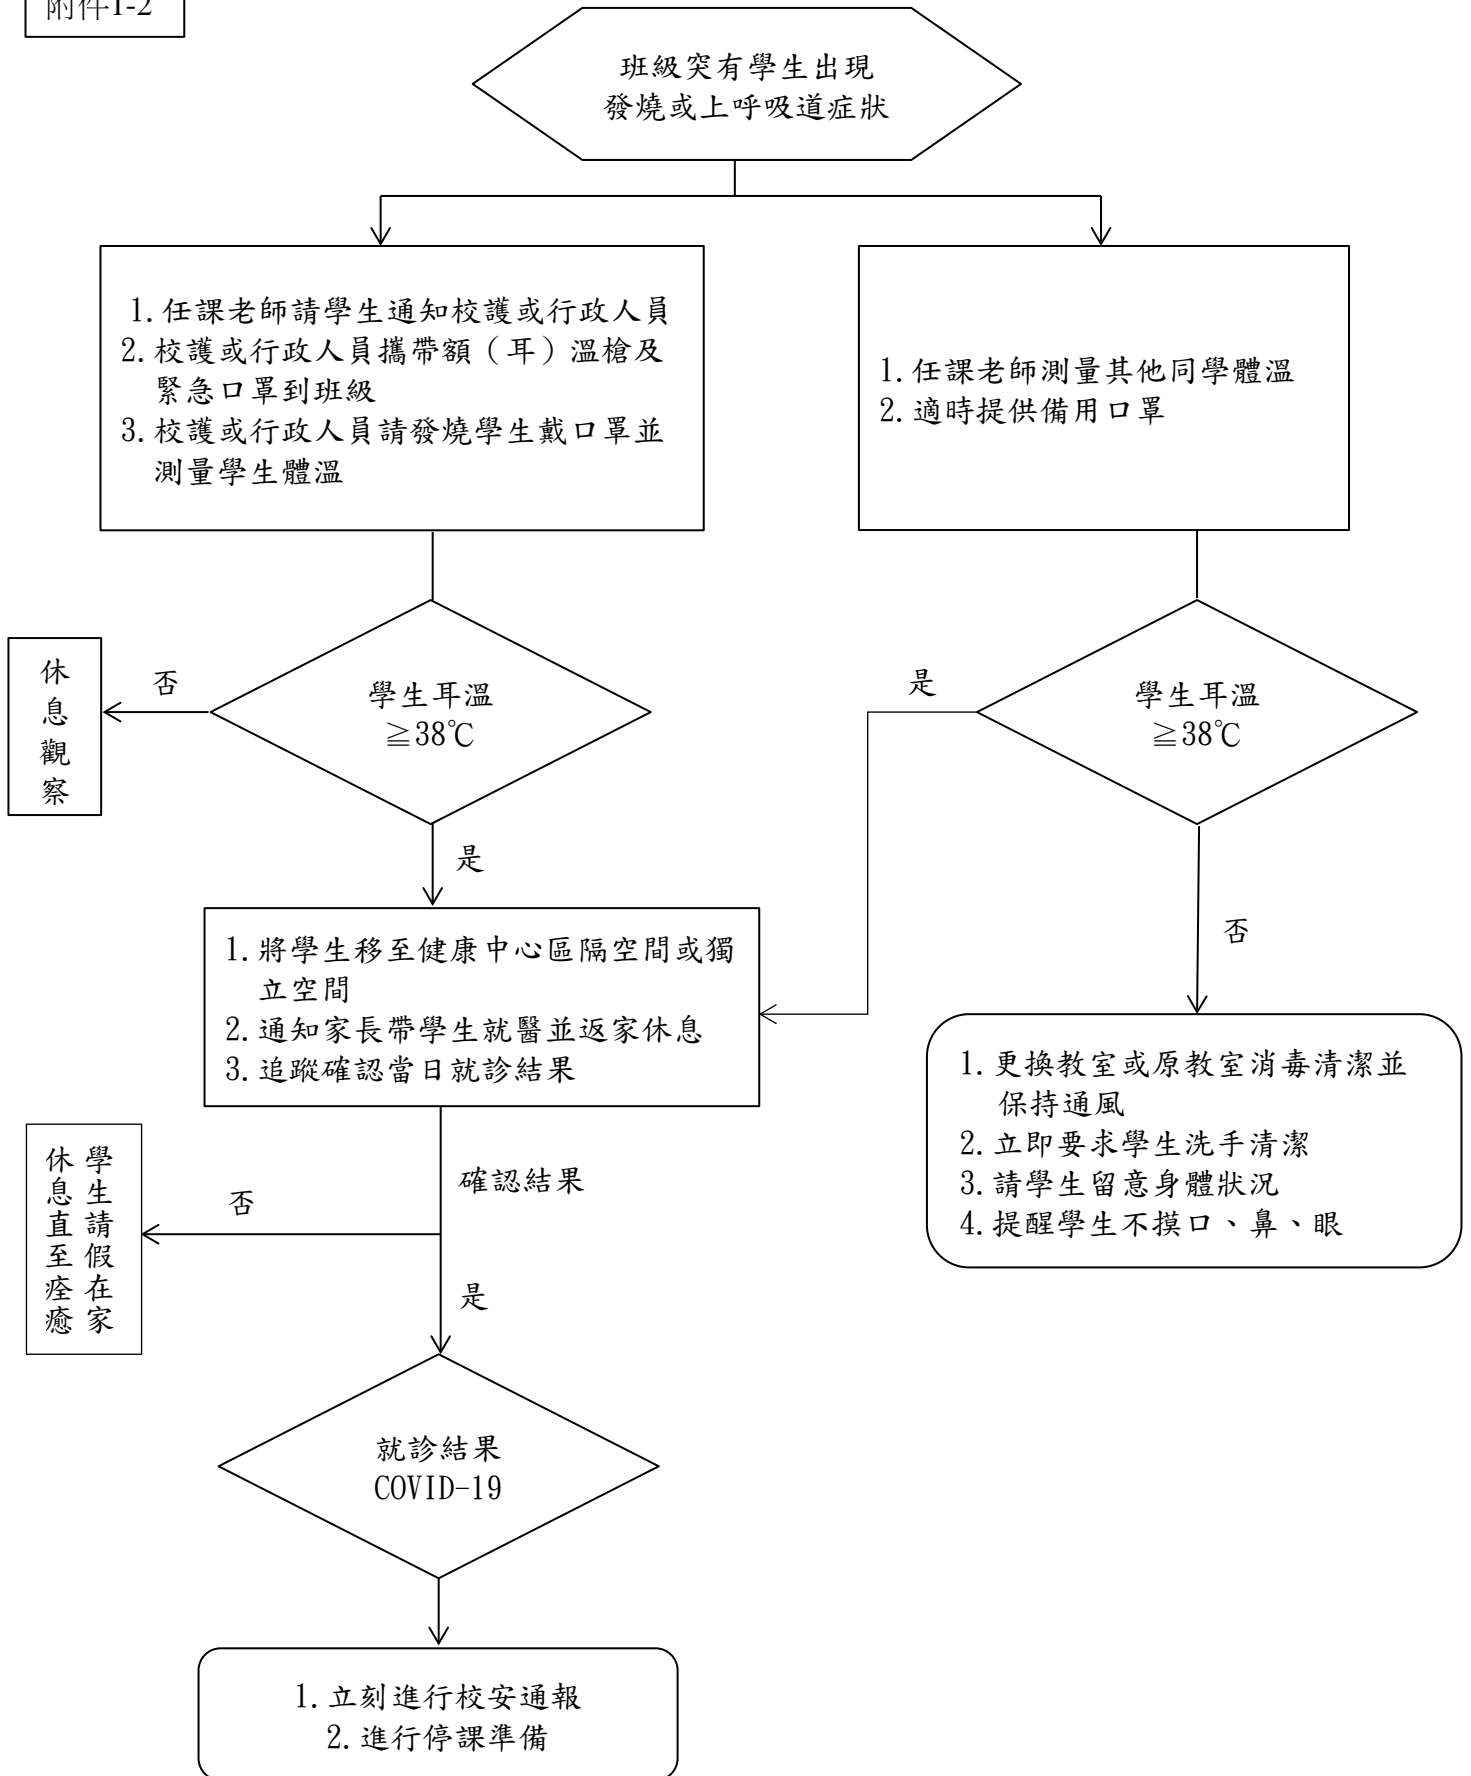 附件1-2
班級突有學生出現
發燒或上呼吸道症狀
1.任課老師請學生通知校護或行政人員
2.校護或行政人員攜帶額（耳）溫槍及
緊急口罩到班級
3.校護或行政人員請發燒學生戴口罩並
測量學生體溫
1.任課老師測量其他同學體溫
2.適時提供備用口罩
休息觀察
否
學生耳溫
≧38℃
是
是
學生耳溫
≧38℃
否
1.將學生移至健康中心區隔空間或獨
立空間
2.通知家長帶學生就醫並返家休息
3.追蹤確認當日就診結果
1.更換教室或原教室消毒清潔並
保持通風
2.立即要求學生洗手清潔
3.請學生留意身體狀況
4.提醒學生不摸口、鼻、眼
學生請假在家
休息直至痊癒
否
確認結果
是
就診結果
COVID-19
1.立刻進行校安通報
2.進行停課準備